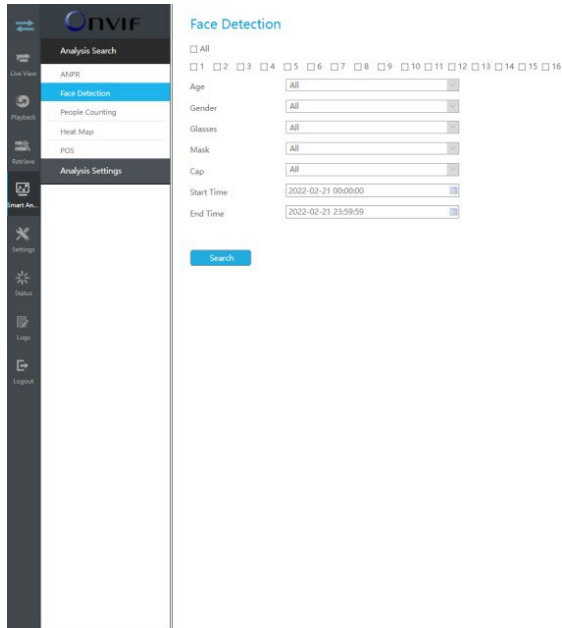 ONVIF
Live View
Playback
Retrieve
Smart An...
Settings
Status
Logs
Logout
Analysis Search
ANPR
Face Detection
People Counting
Heat Map
POS
Analysis Settings
Face Detection
All
1 2 3 4 5 6 7 8 9 10 11 12 13 14 15 16
Age All
Gender All
Glasses All
Mask All
Cap All
Start Time 2022-02-21 00:00:00
End Time 2022-02-21 23:59:59
Search